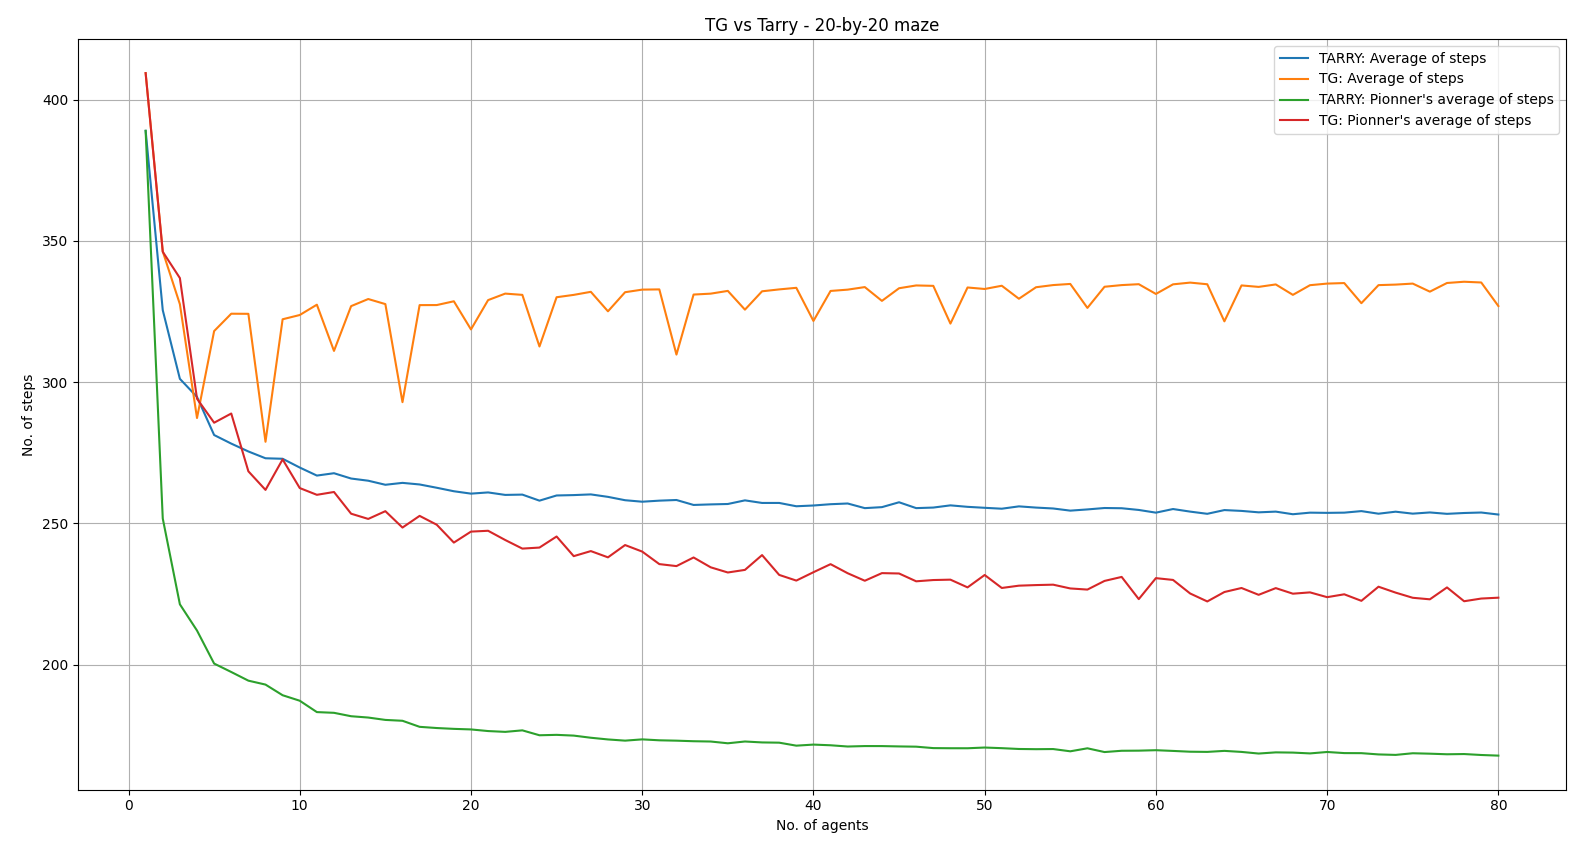 TG vs Tarry - 20-by-20 maze
TARRY: Average of steps
TG: Average of steps
TARRY: Pionner's average of steps
TG: Pionner's average of steps
No. of steps
400
350
300
250
200
0 10 20 30 40 50 60 70 80
No. of agents